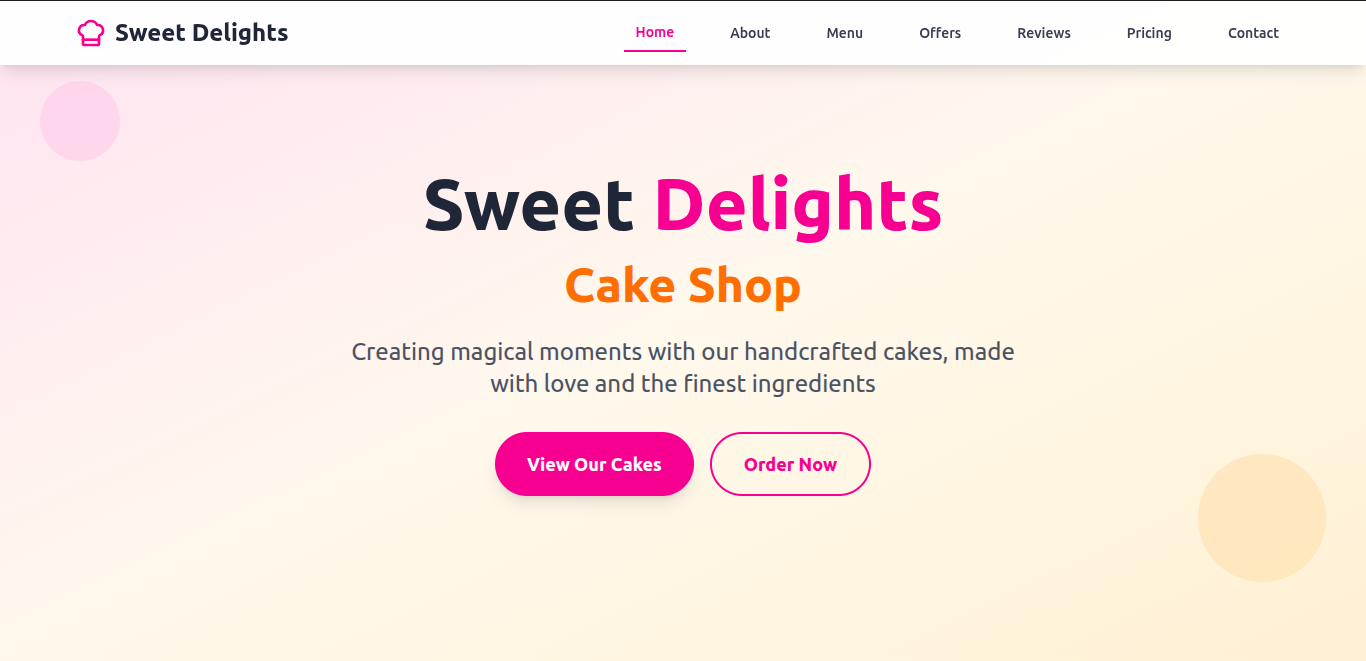 Sweet Delights
Home About Menu Offers Reviews Pricing Contact
Sweet Delights
Cake Shop
Creating magical moments with our handcrafted cakes, made
with love and the finest ingredients
View Our Cakes
Order Now